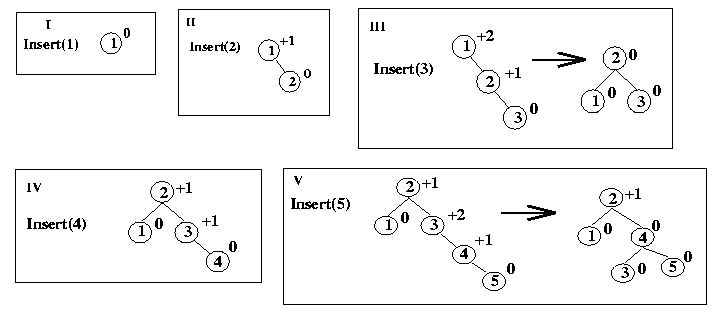 I
Insert(1)
1 0
II
Insert(2)
1 +1
2 0
III
Insert(3)
1 +2
2 +1
3 0
2 0
1 0 3 0
IV
Insert(4)
2 +1
1 0 3 +1
4 0
V
Insert(5)
2 +1
1 0 3 +2
4 +1
5 0
2 +1
1 0 4 0
3 0 5 0